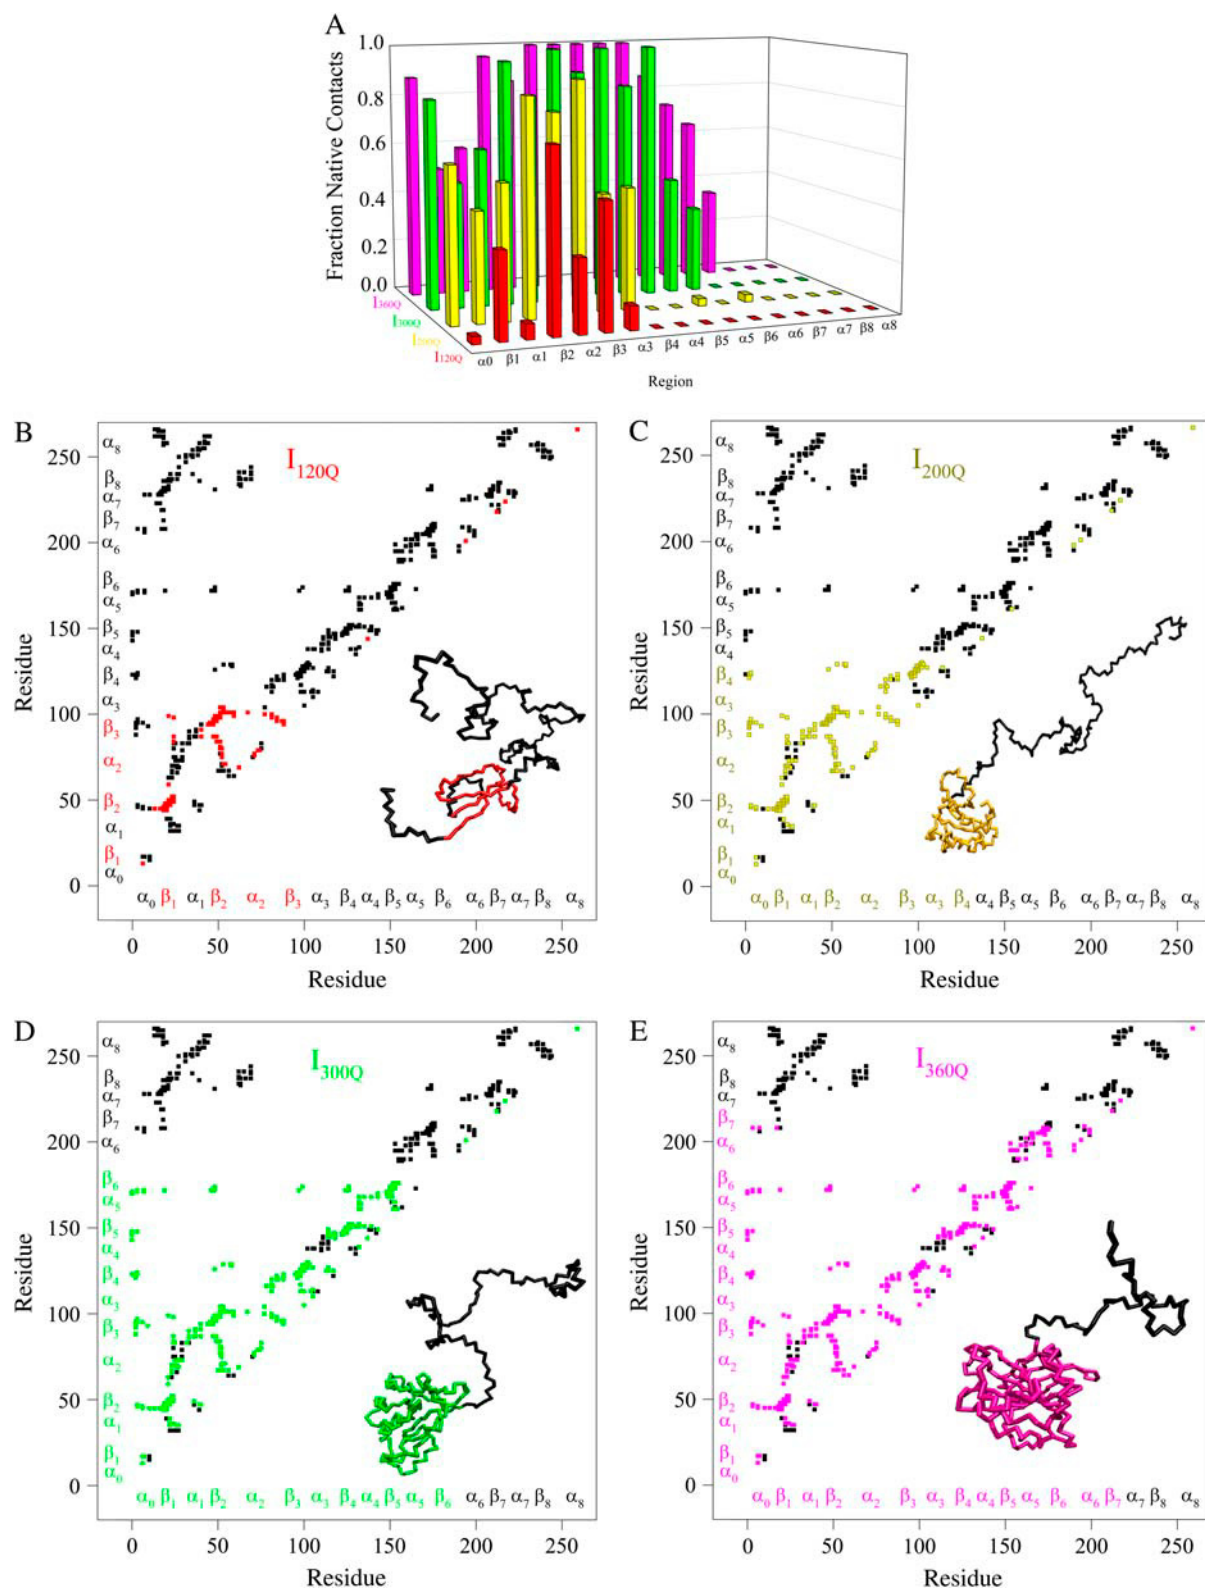 A
Fraction Native Contacts
1.0
0.8
0.6
0.4
0.2
0.0
I360Q
I300Q
I200Q
I120Q
α0 β1 α1 β2 α2 β3 α3 β4 α4 β5 α5 β6 α6 β7 α7 β8 α8
Region
B
I120Q
Residue
250
200
150
100
50
0
α8
β8
α7
β7
α6
β6
α5
β5
α4
β4
α3
β3
α2
β2
α1
β1
α0
α0 β1 α1 β2 α2 β3 α3 β4 α4 β5 α5 β6 α6 β7 α7 β8 α8
0 50 100 150 200 250
Residue
C
I200Q
Residue
250
200
150
100
50
0
α8
β8
α7
β7
α6
β6
α5
β5
α4
β4
α3
β3
α2
β2
α1
β1
α0
α0 β1 α1 β2 α2 β3 α3 β4 α4 β5 α5 β6 α6 β7 α7 β8 α8
0 50 100 150 200 250
Residue
D
I300Q
Residue
250
200
150
100
50
0
α8
β8
α7
β7
α6
β6
α5
β5
α4
β4
α3
β3
α2
β2
α1
β1
α0
α0 β1 α1 β2 α2 β3 α3 β4 α4 β5 α5 β6 α6 β7 α7 β8 α8
0 50 100 150 200 250
Residue
E
I360Q
Residue
250
200
150
100
50
0
α8
β8
α7
β7
α6
β6
α5
β5
α4
β4
α3
β3
α2
β2
α1
β1
α0
α0 β1 α1 β2 α2 β3 α3 β4 α4 β5 α5 β6 α6 β7 α7 β8 α8
0 50 100 150 200 250
Residue